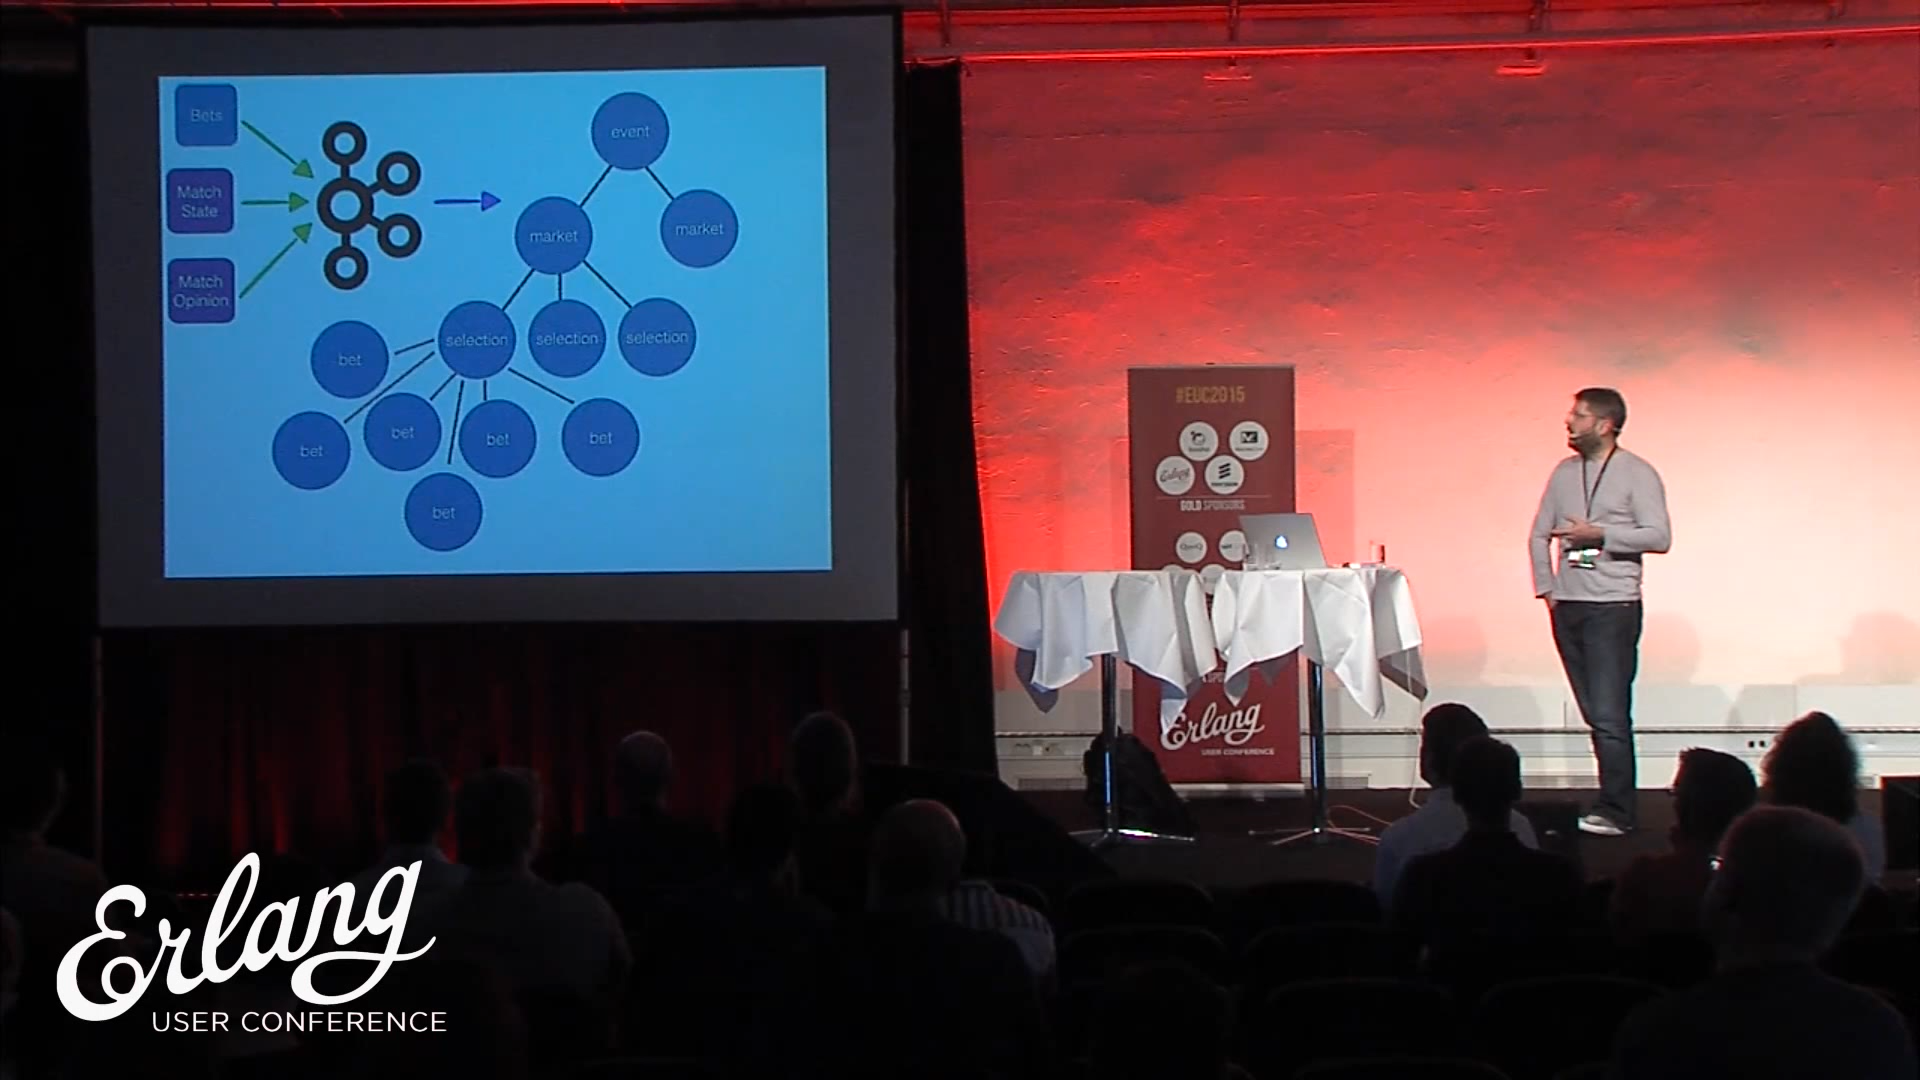 Bets
Match
State
Match
Opinion
event
market
market
selection
selection
selection
bet
bet
bet
bet
bet
bet
#EUC2015
Erlang
GOLD SPONSORS
Erlang
USER CONFERENCE
Erlang
USER CONFERENCE